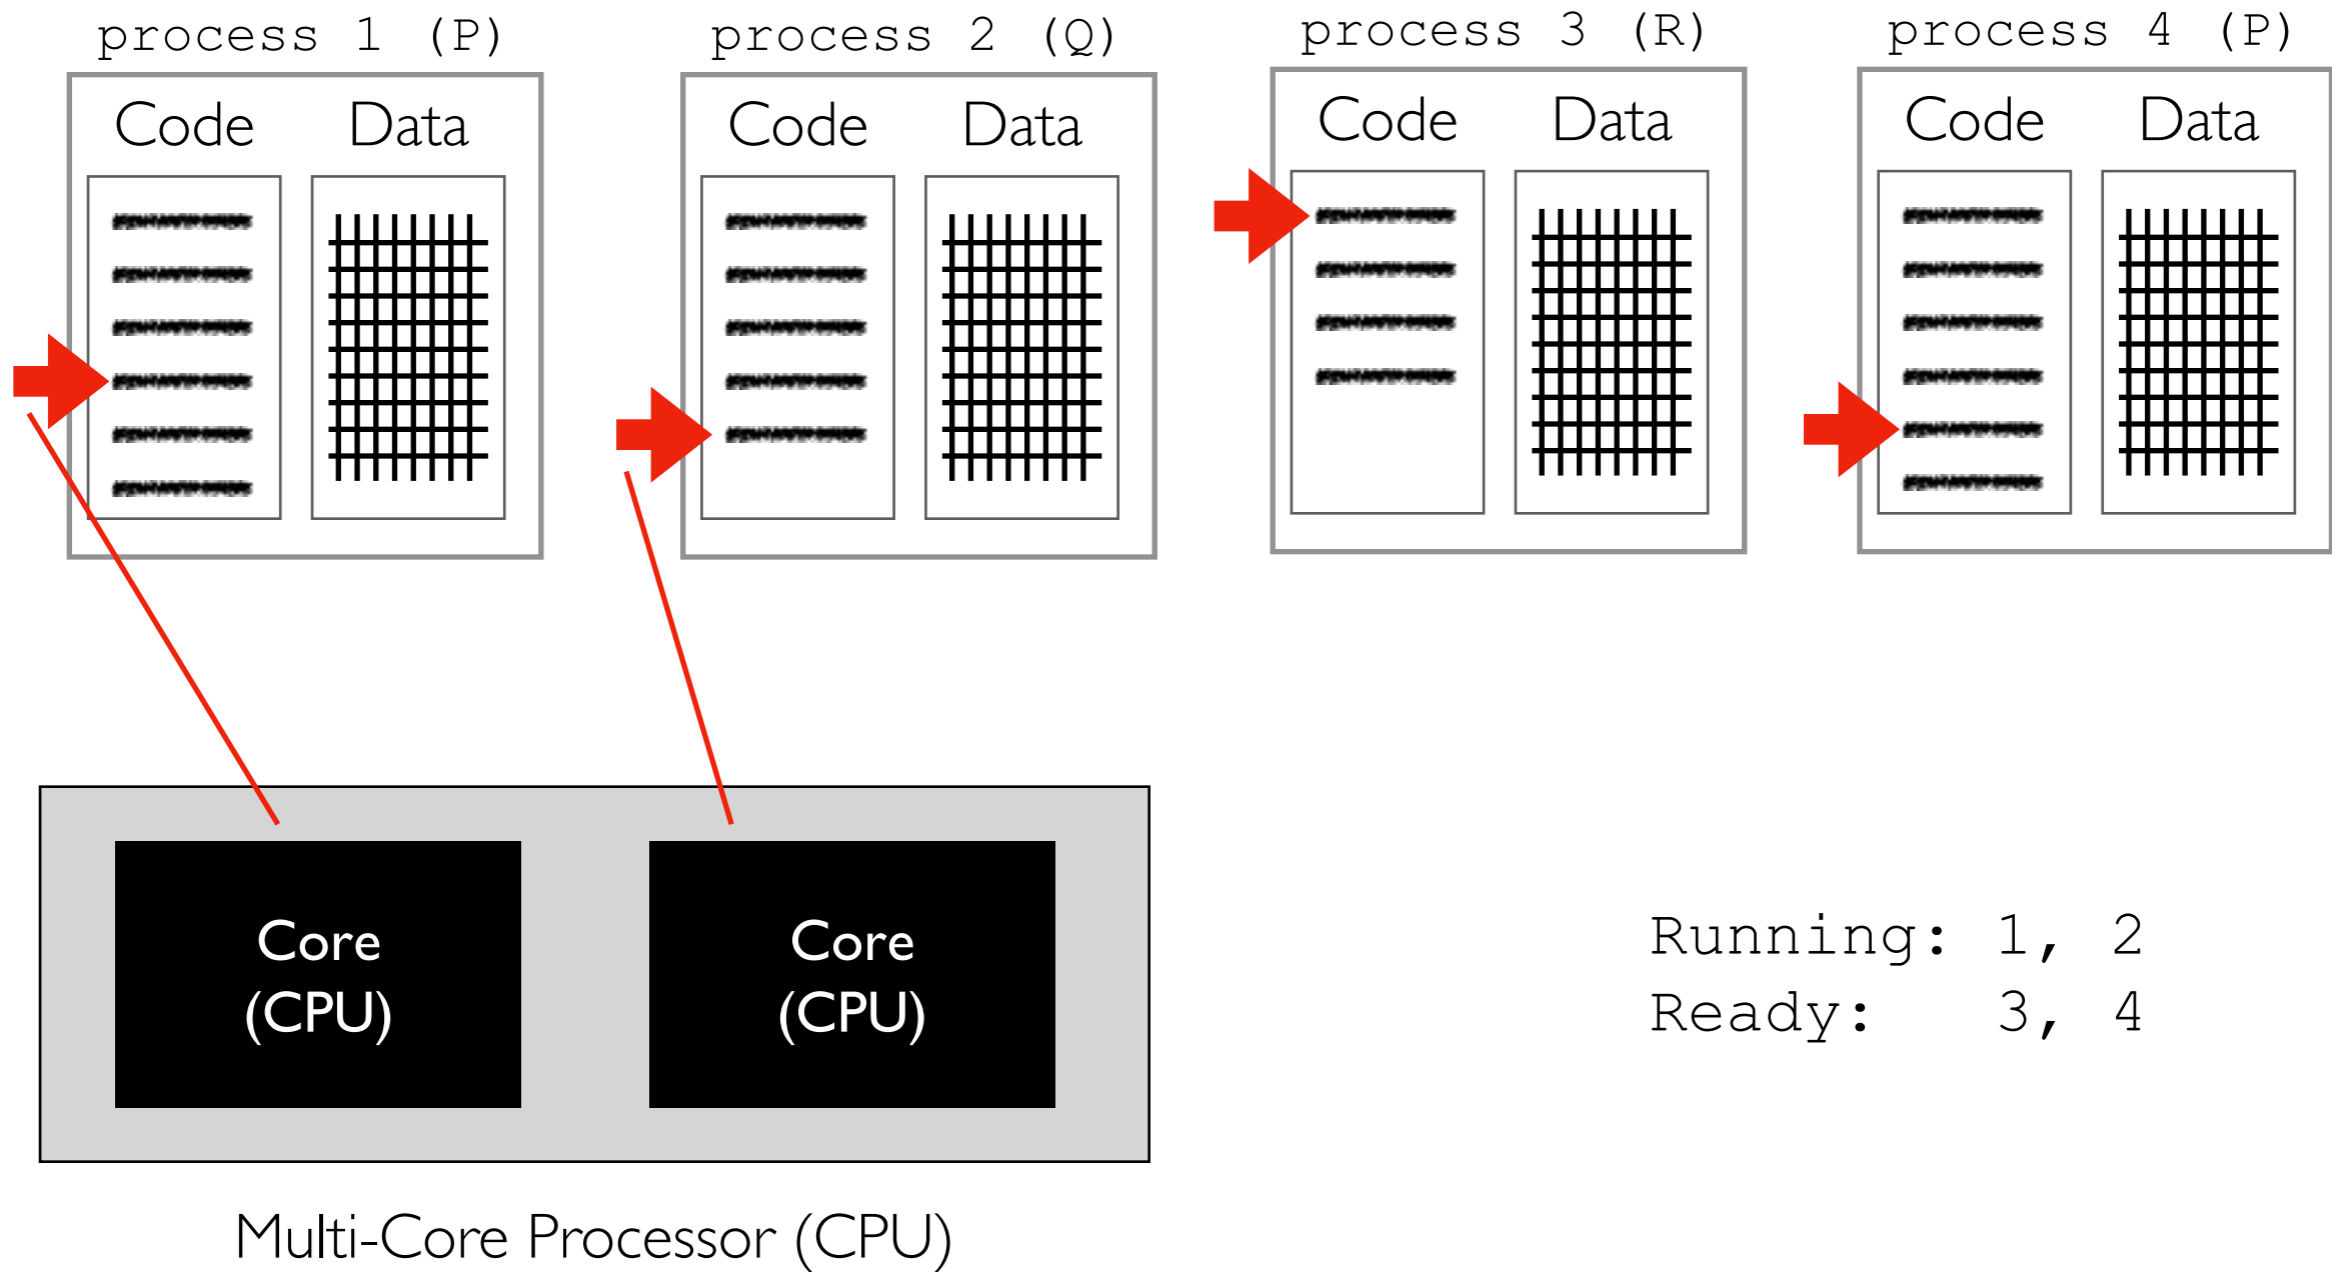 process 1 (P)
process 2 (Q)
process 3 (R)
process 4 (P)
Code Data
Code Data
Code Data
Code Data
Core
(CPU)
Core
(CPU)
Multi-Core Processor (CPU)
Running: 1, 2
Ready: 3, 4